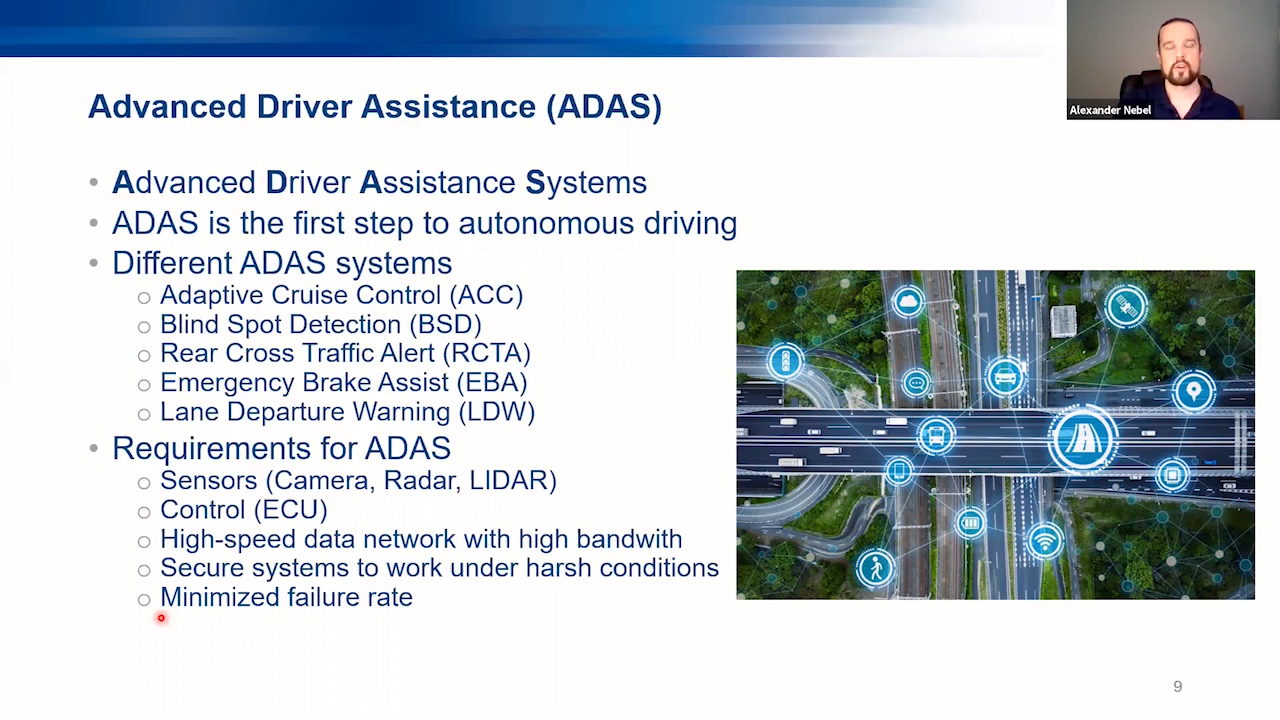 Alexander Nebel
Advanced Driver Assistance (ADAS)
• Advanced Driver Assistance Systems
• ADAS is the first step to autonomous driving
• Different ADAS systems
○ Adaptive Cruise Control (ACC)
○ Blind Spot Detection (BSD)
○ Rear Cross Traffic Alert (RCTA)
○ Emergency Brake Assist (EBA)
○ Lane Departure Warning (LDW)
• Requirements for ADAS
○ Sensors (Camera, Radar, LIDAR)
○ Control (ECU)
○ High-speed data network with high bandwith
○ Secure systems to work under harsh conditions
○ Minimized failure rate
9